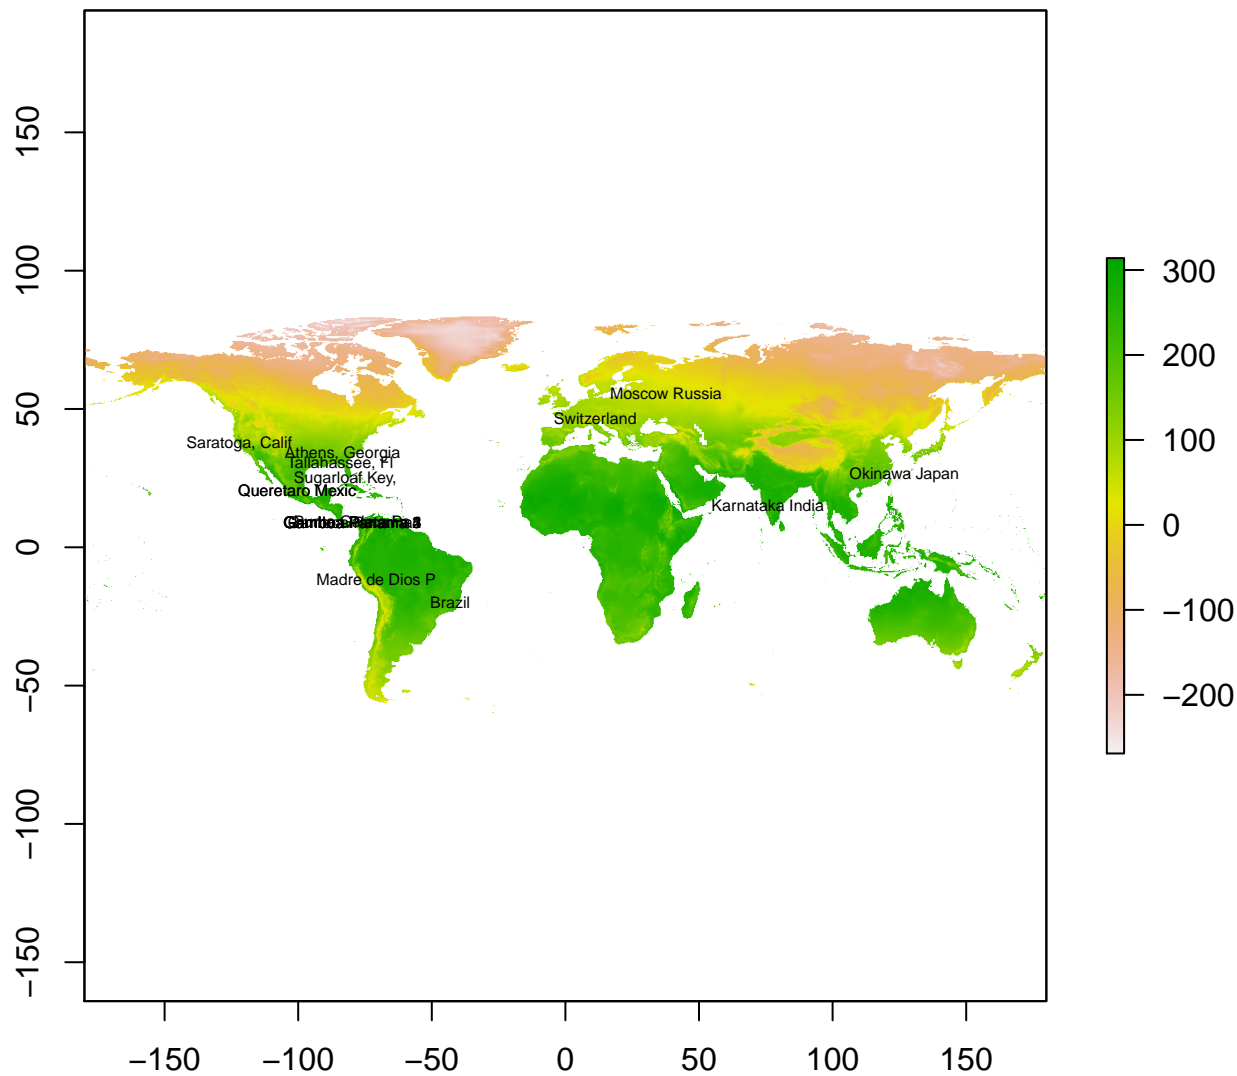 150
100
50
0
−50
−100
−150
−150
−100
−50
0
50
100
150
300
200
100
0
−100
−200
Moscow Russia
Switzerland
Saratoga, Calif
Athens, Georgia
Tallahassee, Fl
Okinawa Japan
Sugarloaf Key,
Queretaro Mexic
Karnataka India
Madre de Dios P
Brazil